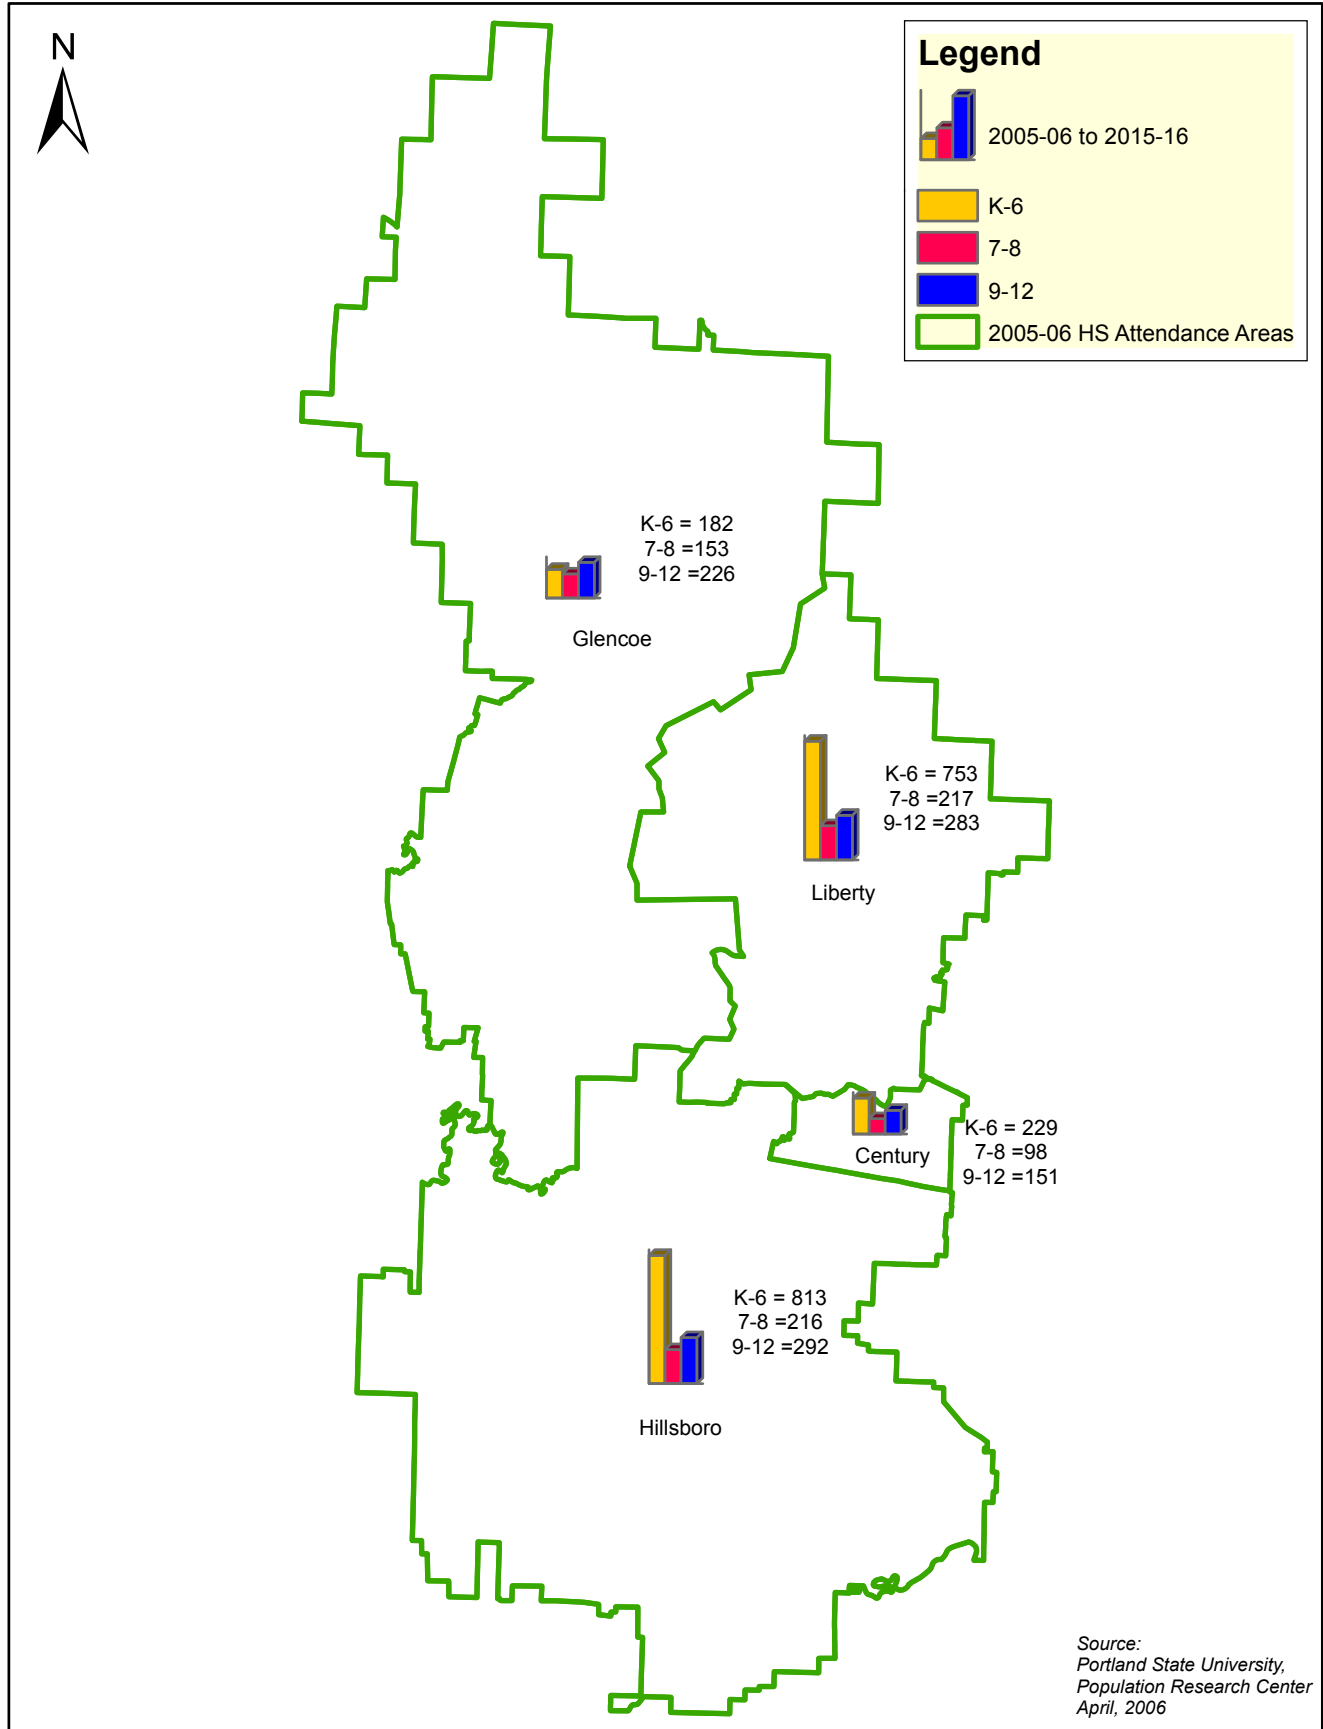 N
Legend
2005-06 to 2015-16
K-6
7-8
9-12
2005-06 HS Attendance Areas
K-6 = 182
7-8 =153
9-12 =226
Glencoe
K-6 = 753
7-8 =217
9-12 =283
Liberty
K-6 = 229
7-8 =98
9-12 =151
Century
K-6 = 813
7-8 =216
9-12 =292
Hillsboro
Source:
Portland State University,
Population Research Center
April, 2006